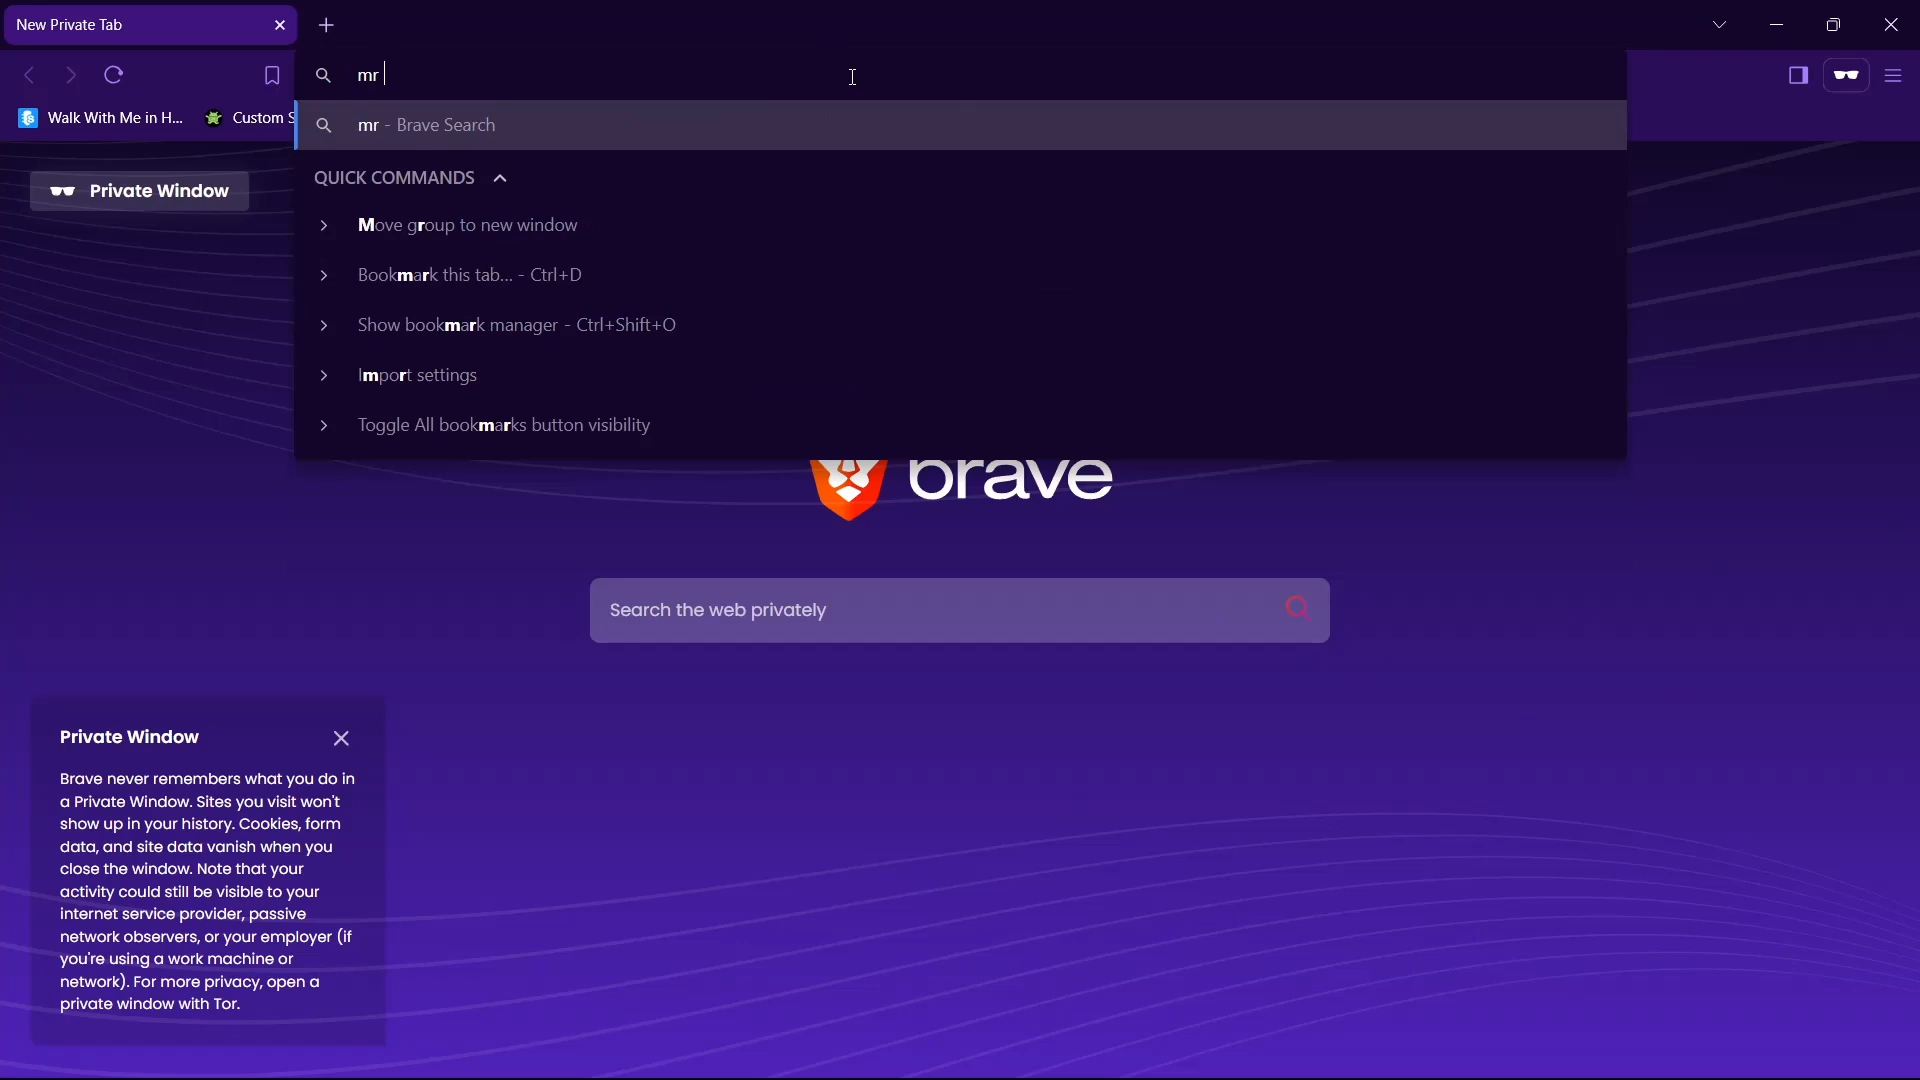 New Private Tab
mr
Walk With Me in H... Custom S
mr - Brave Search
QUICK COMMANDS
Private Window
Move group to new window
Bookmark this tab... - Ctrl+D
Show bookmark manager - Ctrl+Shift+O
Import settings
Toggle All bookmarks button visibility
brave
Search the web privately
Private Window
Brave never remembers what you do in
a Private Window. Sites you visit won't
show up in your history. Cookies, form
data, and site data vanish when you
close the window. Note that your
activity could still be visible to your
internet service provider, passive
network observers, or your employer (if
you're using a work machine or
network). For more privacy, open a
private window with Tor.